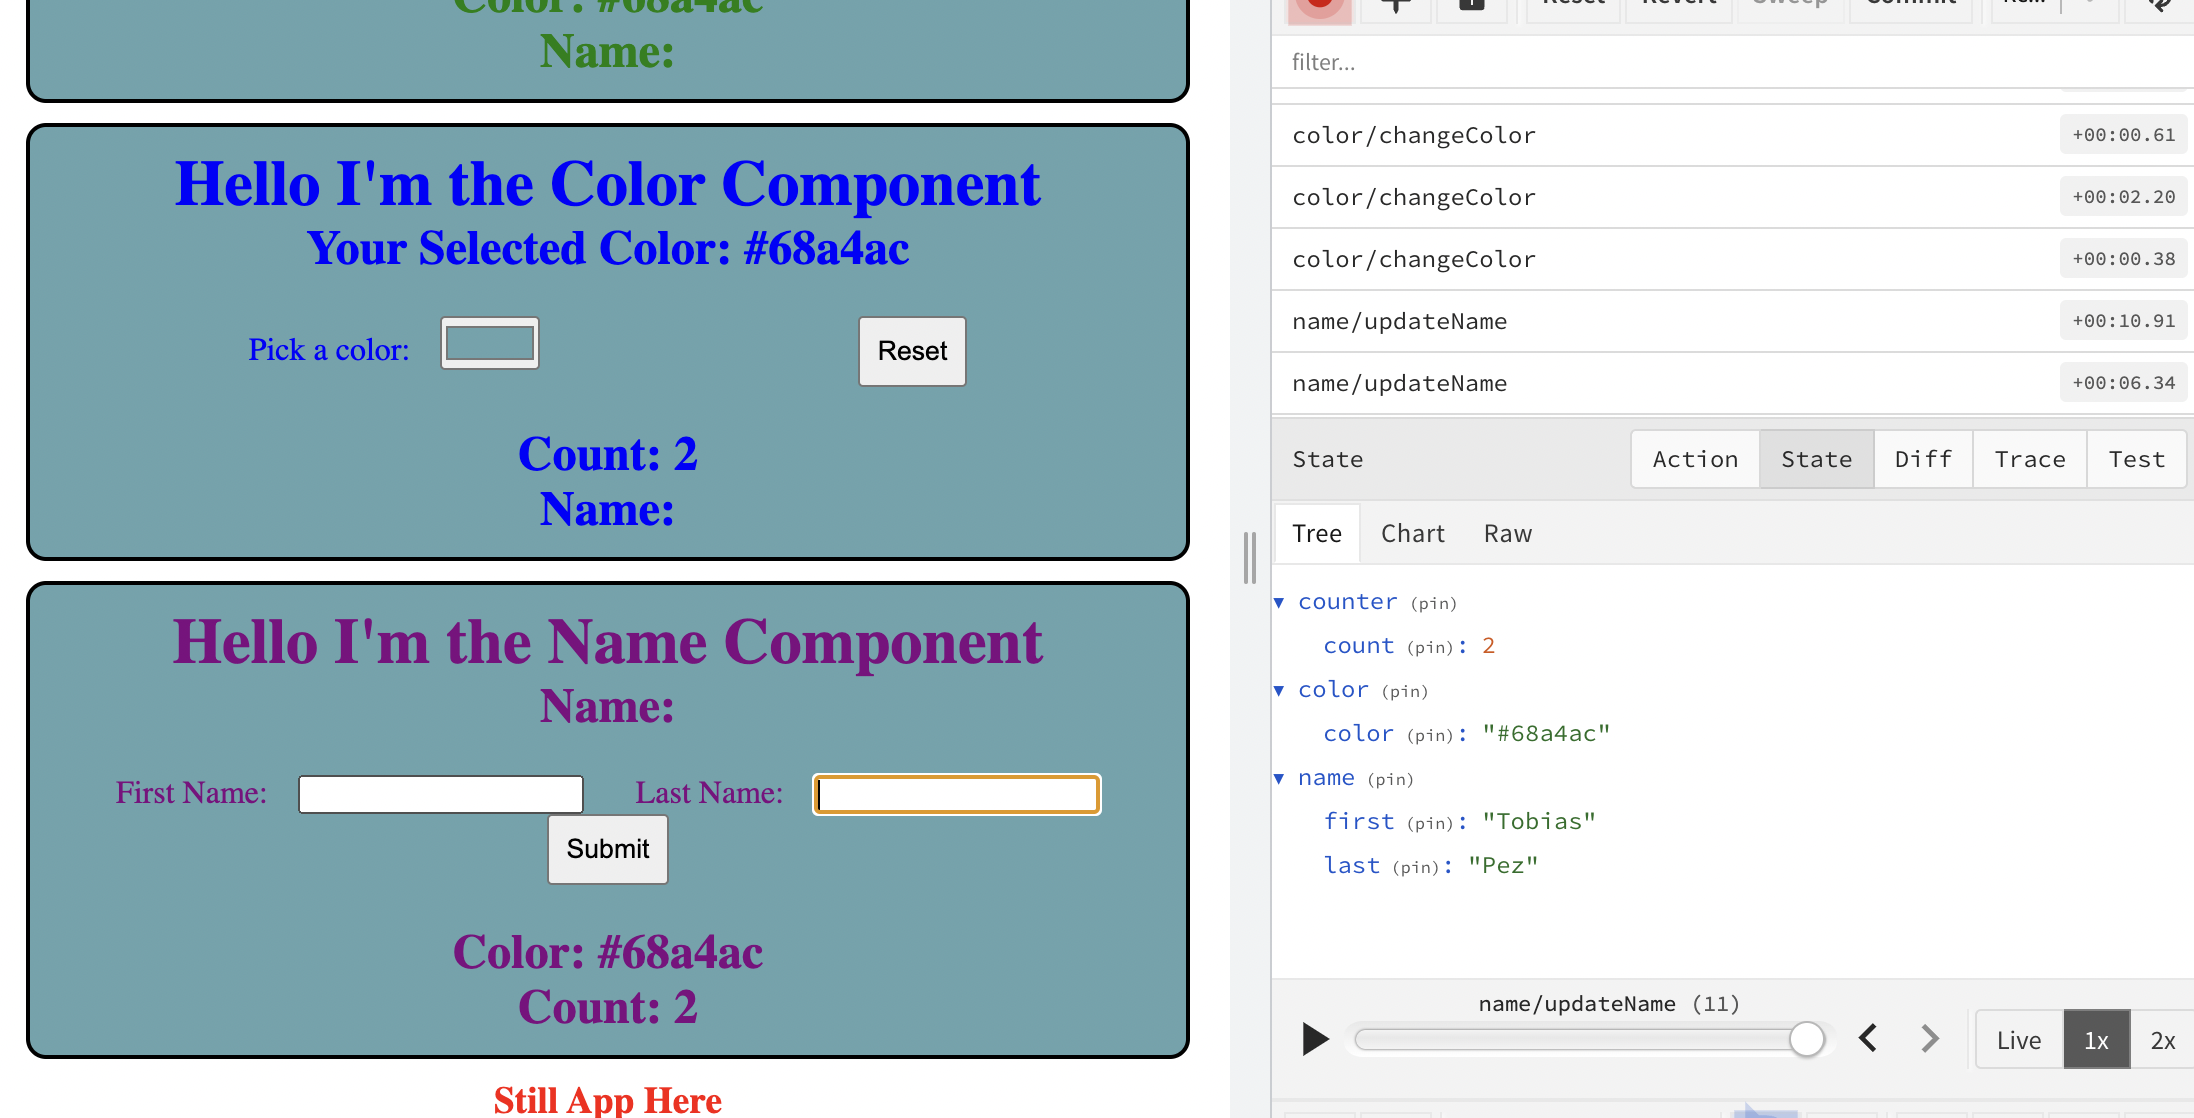 Color: #68a4ac
Name:
Hello I'm the Color Component
Your Selected Color: #68a4ac
Pick a color:
Reset
Count: 2
Name:
Hello I'm the Name Component
Name:
First Name: Last Name:
Submit
Color: #68a4ac
Count: 2
Still App Here
Reset Revert Sweep Commit
filter...
color/changeColor +00:00.61
color/changeColor +00:02.20
color/changeColor +00:00.38
name/updateName +00:10.91
name/updateName +00:06.34
State Action State Diff Trace Test
Tree Chart Raw
counter (pin)
count (pin): 2
color (pin)
color (pin): "#68a4ac"
name (pin)
first (pin): "Tobias"
last (pin): "Pez"
name/updateName (11)
Live 1x 2x